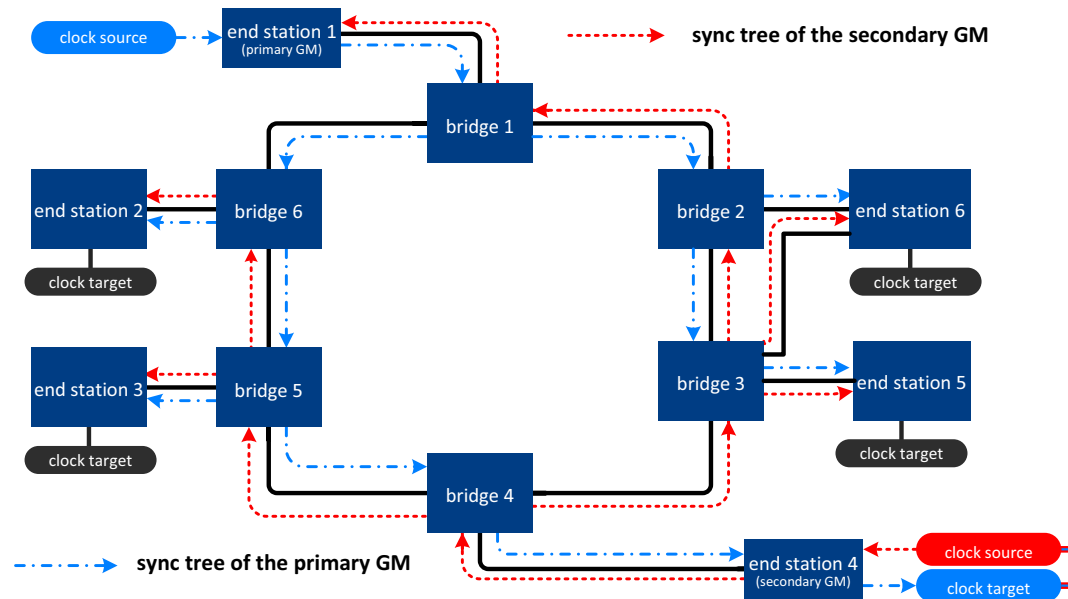 clock source
end station 1
(primary GM)
sync tree of the secondary GM
bridge 1
end station 2
bridge 6
bridge 2
end station 6
clock target
clock target
end station 3
bridge 5
bridge 3
end station 5
clock target
clock target
bridge 4
sync tree of the primary GM
end station 4
(secondary GM)
clock source
clock target